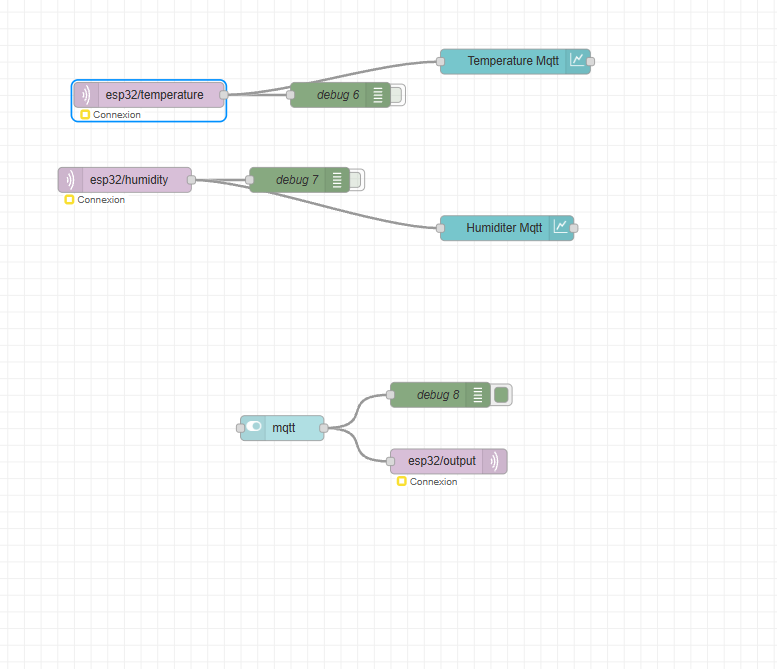 Temperature Mqtt
esp32/temperature
debug 6
Connexion
esp32/humidity
debug 7
Connexion
Humiditer Mqtt
debug 8
mqtt
esp32/output
Connexion